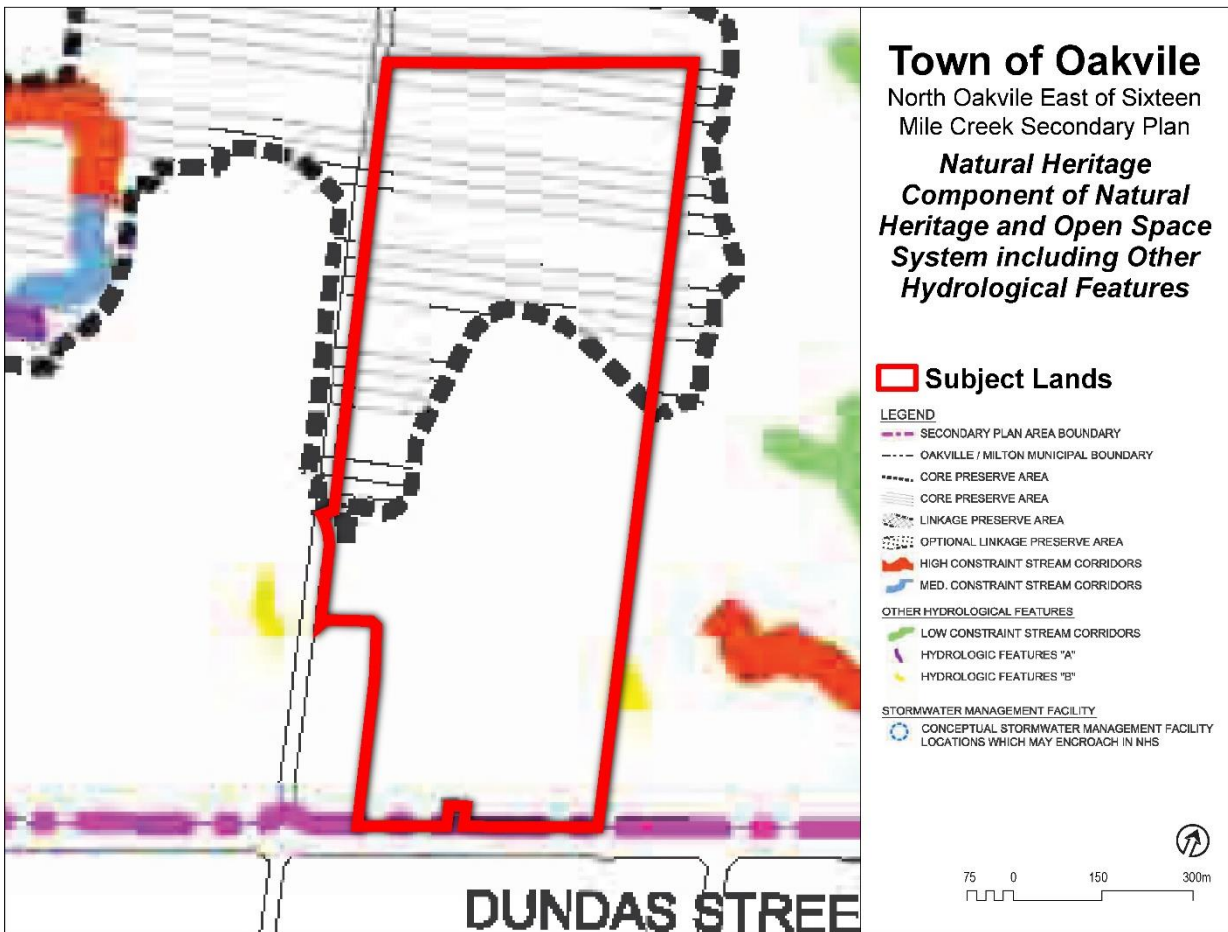 Town of Oakvile
North Oakvile East of Sixteen
Mile Creek Secondary Plan
Natural Heritage
Component of Natural
Heritage and Open Space
System including Other
Hydrological Features
Subject Lands
LEGEND
SECONDARY PLAN AREA BOUNDARY
OAKVILLE / MILTON MUNICIPAL BOUNDARY
CORE PRESERVE AREA
CORE PRESERVE AREA
LINKAGE PRESERVE AREA
OPTIONAL LINKAGE PRESERVE AREA
HIGH CONSTRAINT STREAM CORRIDORS
MED. CONSTRAINT STREAM CORRIDORS
OTHER HYDROLOGICAL FEATURES
LOW CONSTRAINT STREAM CORRIDORS
HYDROLOGIC FEATURES "A"
HYDROLOGIC FEATURES "B"
STORMWATER MANAGEMENT FACILITY
CONCEPTUAL STORMWATER MANAGEMENT FACILITY
LOCATIONS WHICH MAY ENCROACH IN NHS
75 0 150 300m
DUNDAS STREE